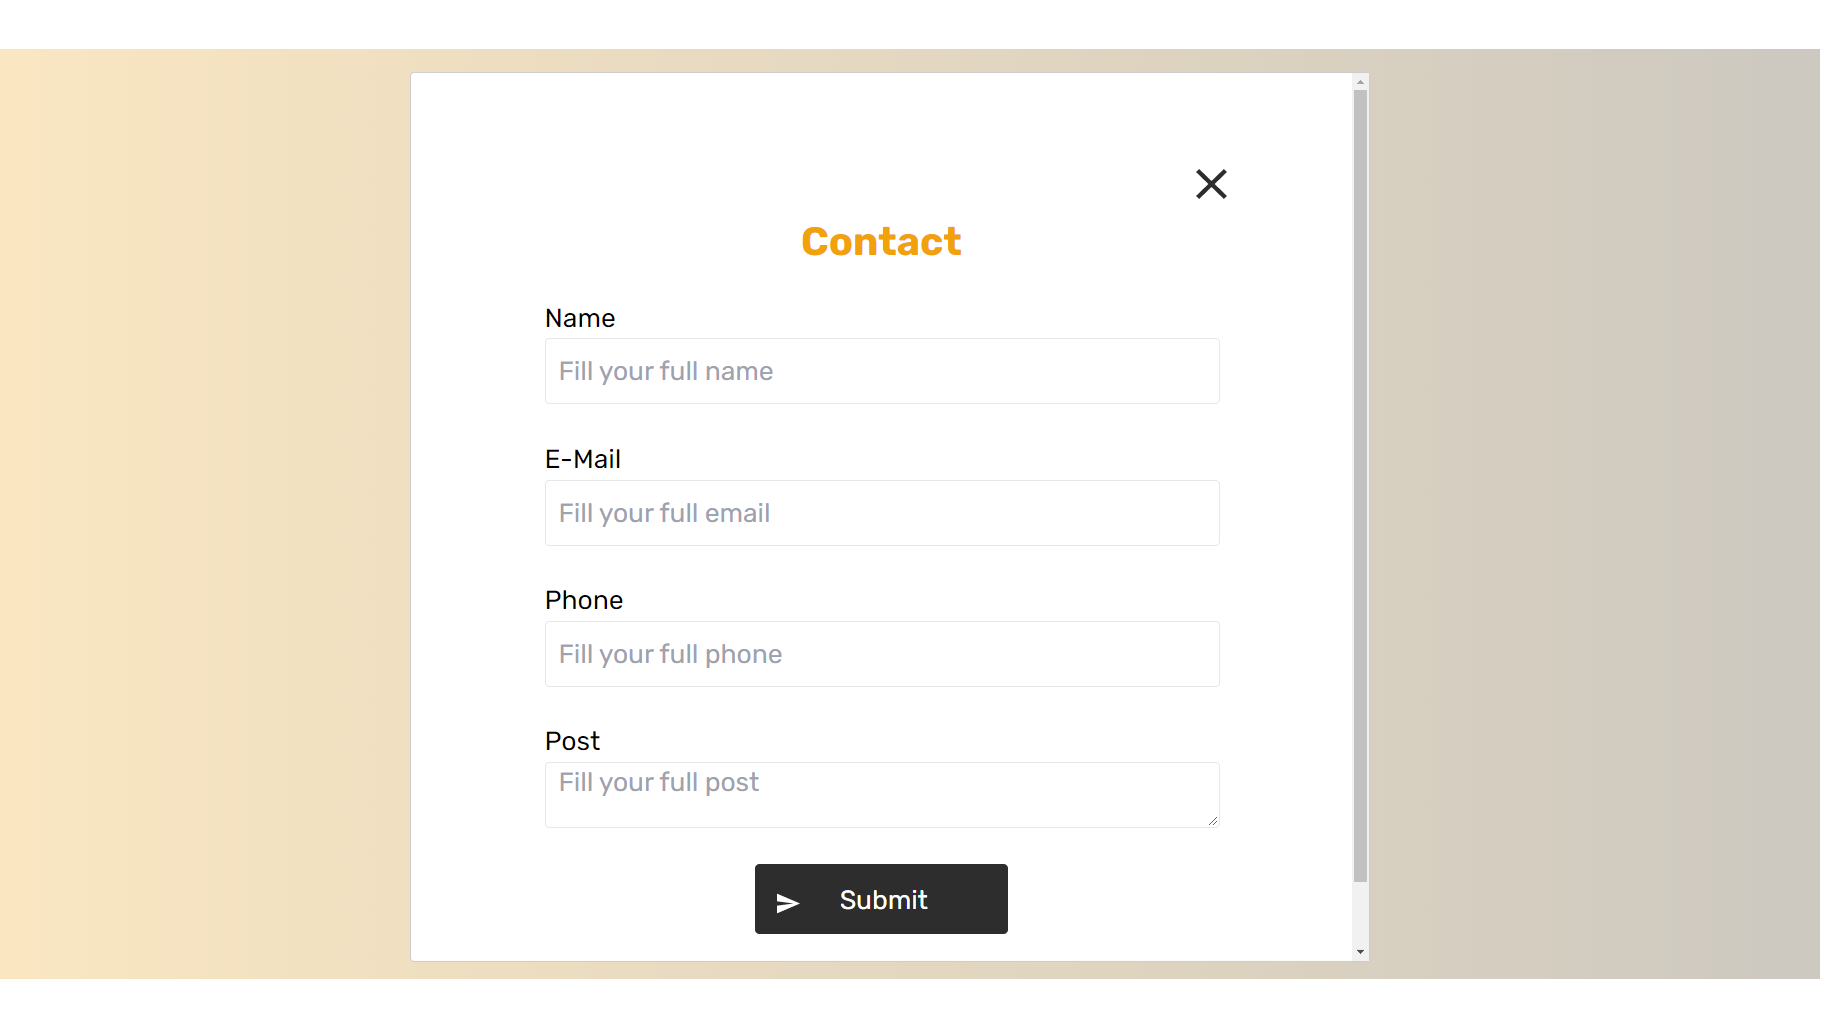 Contact
Name
Fill your full name
E-Mail
Fill your full email
Phone
Fill your full phone
Post
Fill your full post
Submit